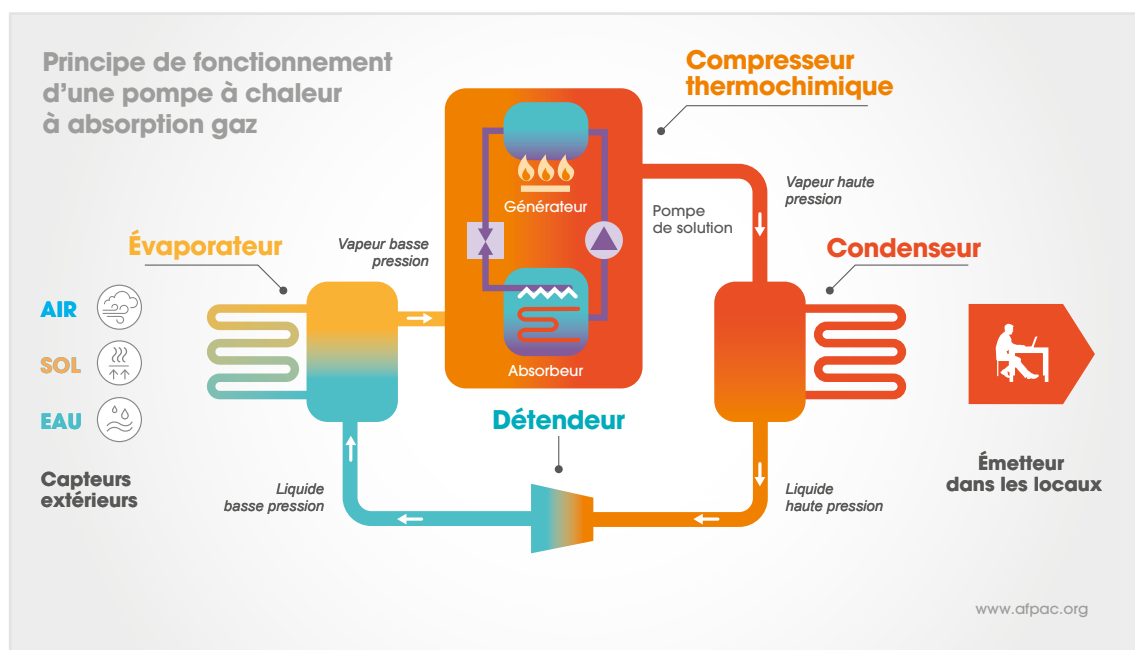 Principe de fonctionnement
d'une pompe à chaleur
à absorption gaz
Compresseur
thermochimique
Générateur
Vapeur haute
pression
Pompe
de solution
Évaporateur
Vapeur basse
pression
Condenseur
AIR
SOL
EAU
Absorbeur
Détendeur
Capteurs
extérieurs
Liquide
basse pression
Liquide
haute pression
Émetteur
dans les locaux
www.afpac.org